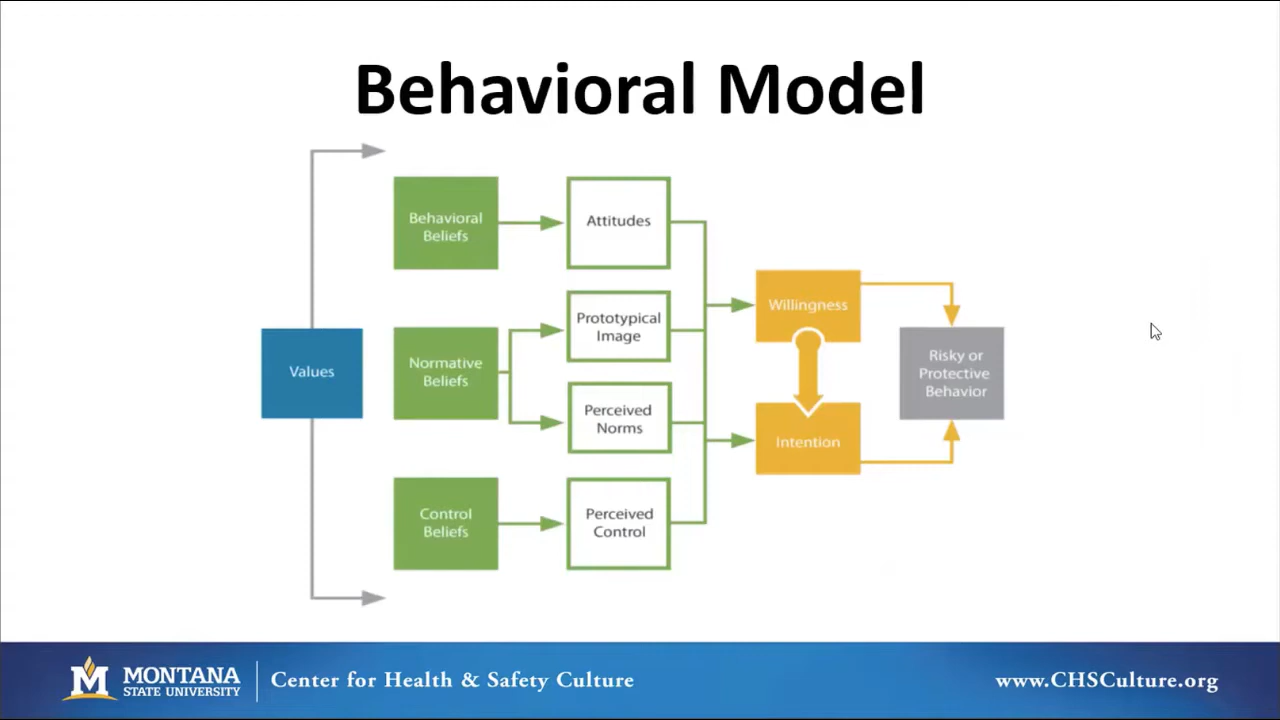 Behavioral Model
Behavioral
Beliefs
Attitudes
Prototypical
Image
Willingness
Values
Normative
Beliefs
Risky or
Protective
Behavior
Perceived
Norms
Intention
Control
Beliefs
Perceived
Control
M MONTANA
STATE UNIVERSITY
Center for Health & Safety Culture
www.CHSCulture.org